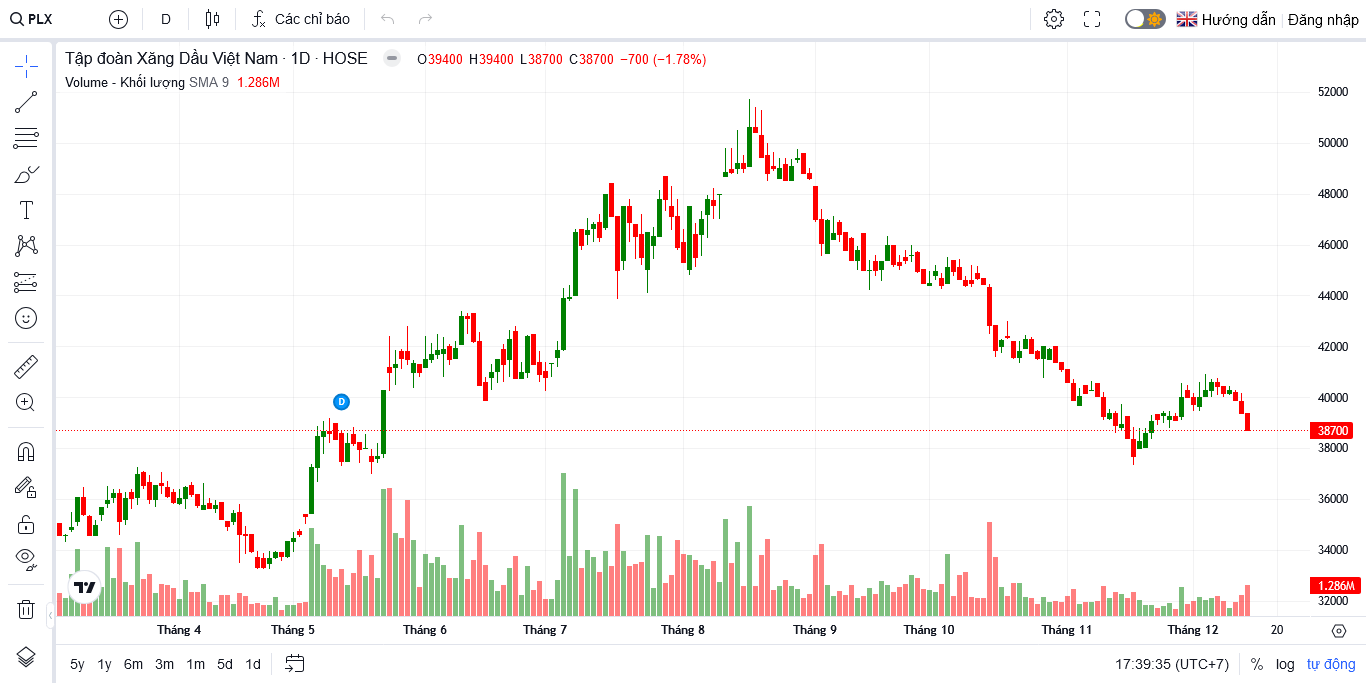 PLX D Các chỉ báo Hướng dẫn Đăng nhập
Tập đoàn Xăng Dầu Việt Nam · 1D · HOSE O39400 H39400 L38700 C38700 −700 (−1.78%)
Volume - Khối lượng SMA 9 1.286M
52000
50000
48000
46000
44000
42000
40000
D
38700
38000
36000
34000
1.286M
32000
Tháng 4 Tháng 5 Tháng 6 Tháng 7 Tháng 8 Tháng 9 Tháng 10 Tháng 11 Tháng 12 20
5y 1y 6m 3m 1m 5d 1d 17:39:35 (UTC+7) % log tự động